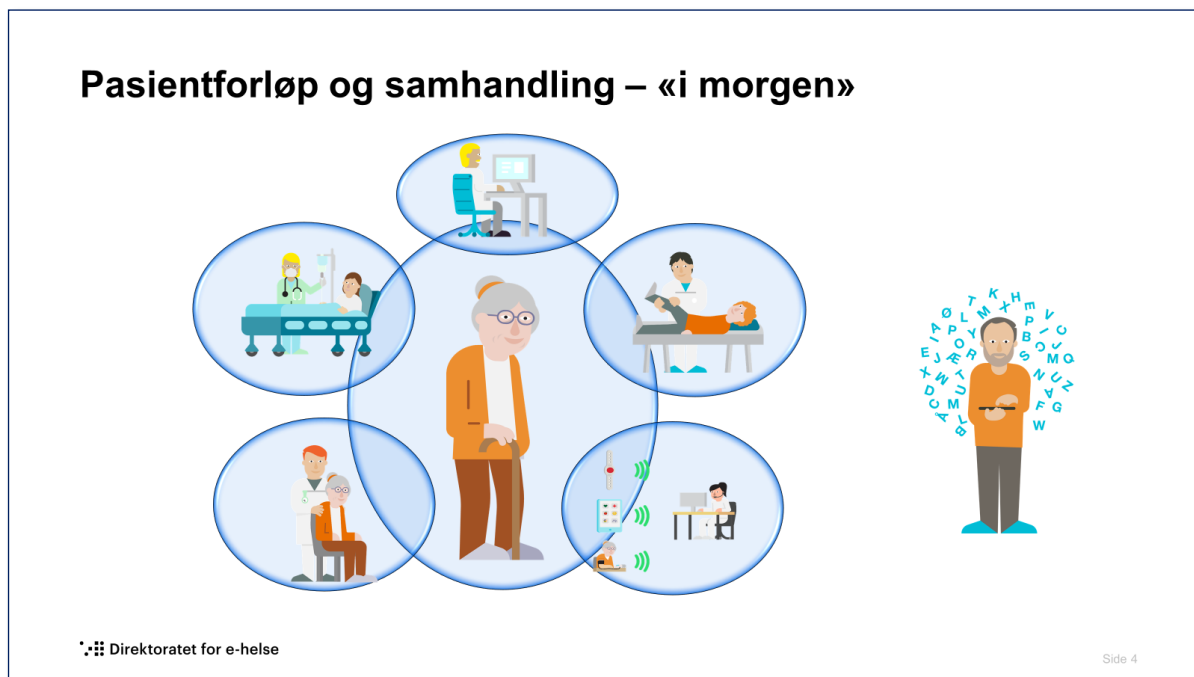 Pasientforløp og samhandling – «i morgen»
K
T
H
E
Ø
L
M
X
V
A
P
Y
P
I
C
I
O
B
C
J
E
J
Æ
R
S
M
Q
X
W
T
N
U
Z
D
U
A
C
M
F
G
Å
L
W
B
Direktoratet for e-helse
Side 4